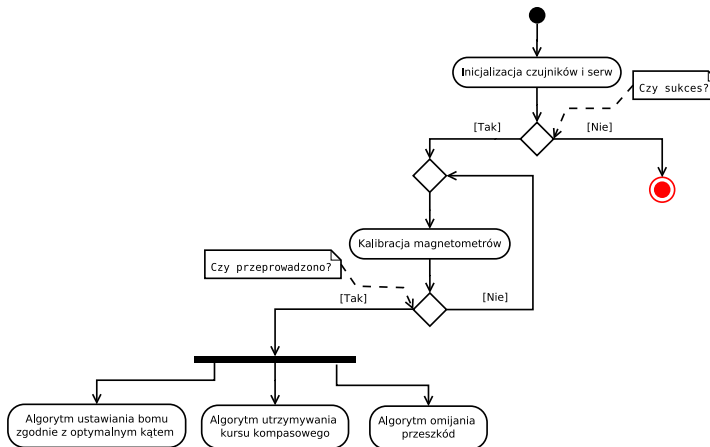 Inicjalizacja czujników i serw
Czy sukces?
[Tak]
[Nie]
Kalibracja magnetometrów
Czy przeprowadzono?
[Tak]
[Nie]
Algorytm ustawiania bomu
zgodnie z optymalnym kątem
Algorytm utrzymywania
kursu kompasowego
Algorytm omijania
przeszkód